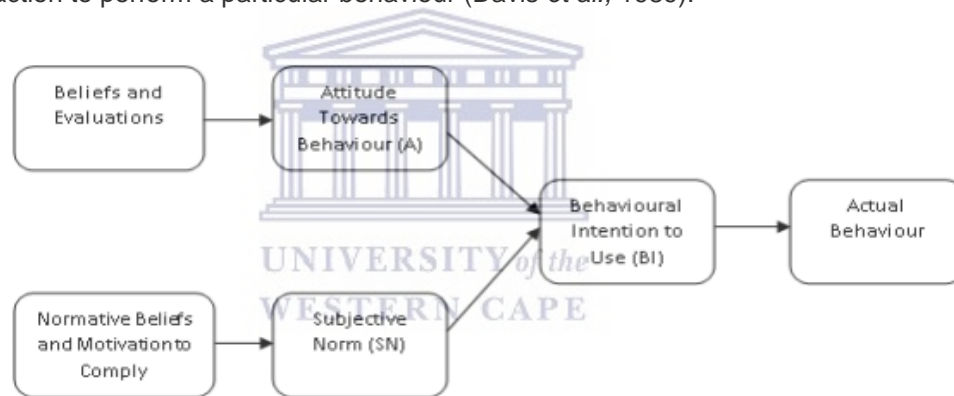 action to perform a particular behaviour (Davis et al., 1989).
Beliefs and
Evaluations
Attitude
Towards
Behaviour (A)
Behavioural
Intention to
Use (BI)
Actual
Behaviour
UNIVERSITY of the
WESTERN CAPE
Normative Beliefs
and Motivation to
Comply
Subjective
Norm (SN)